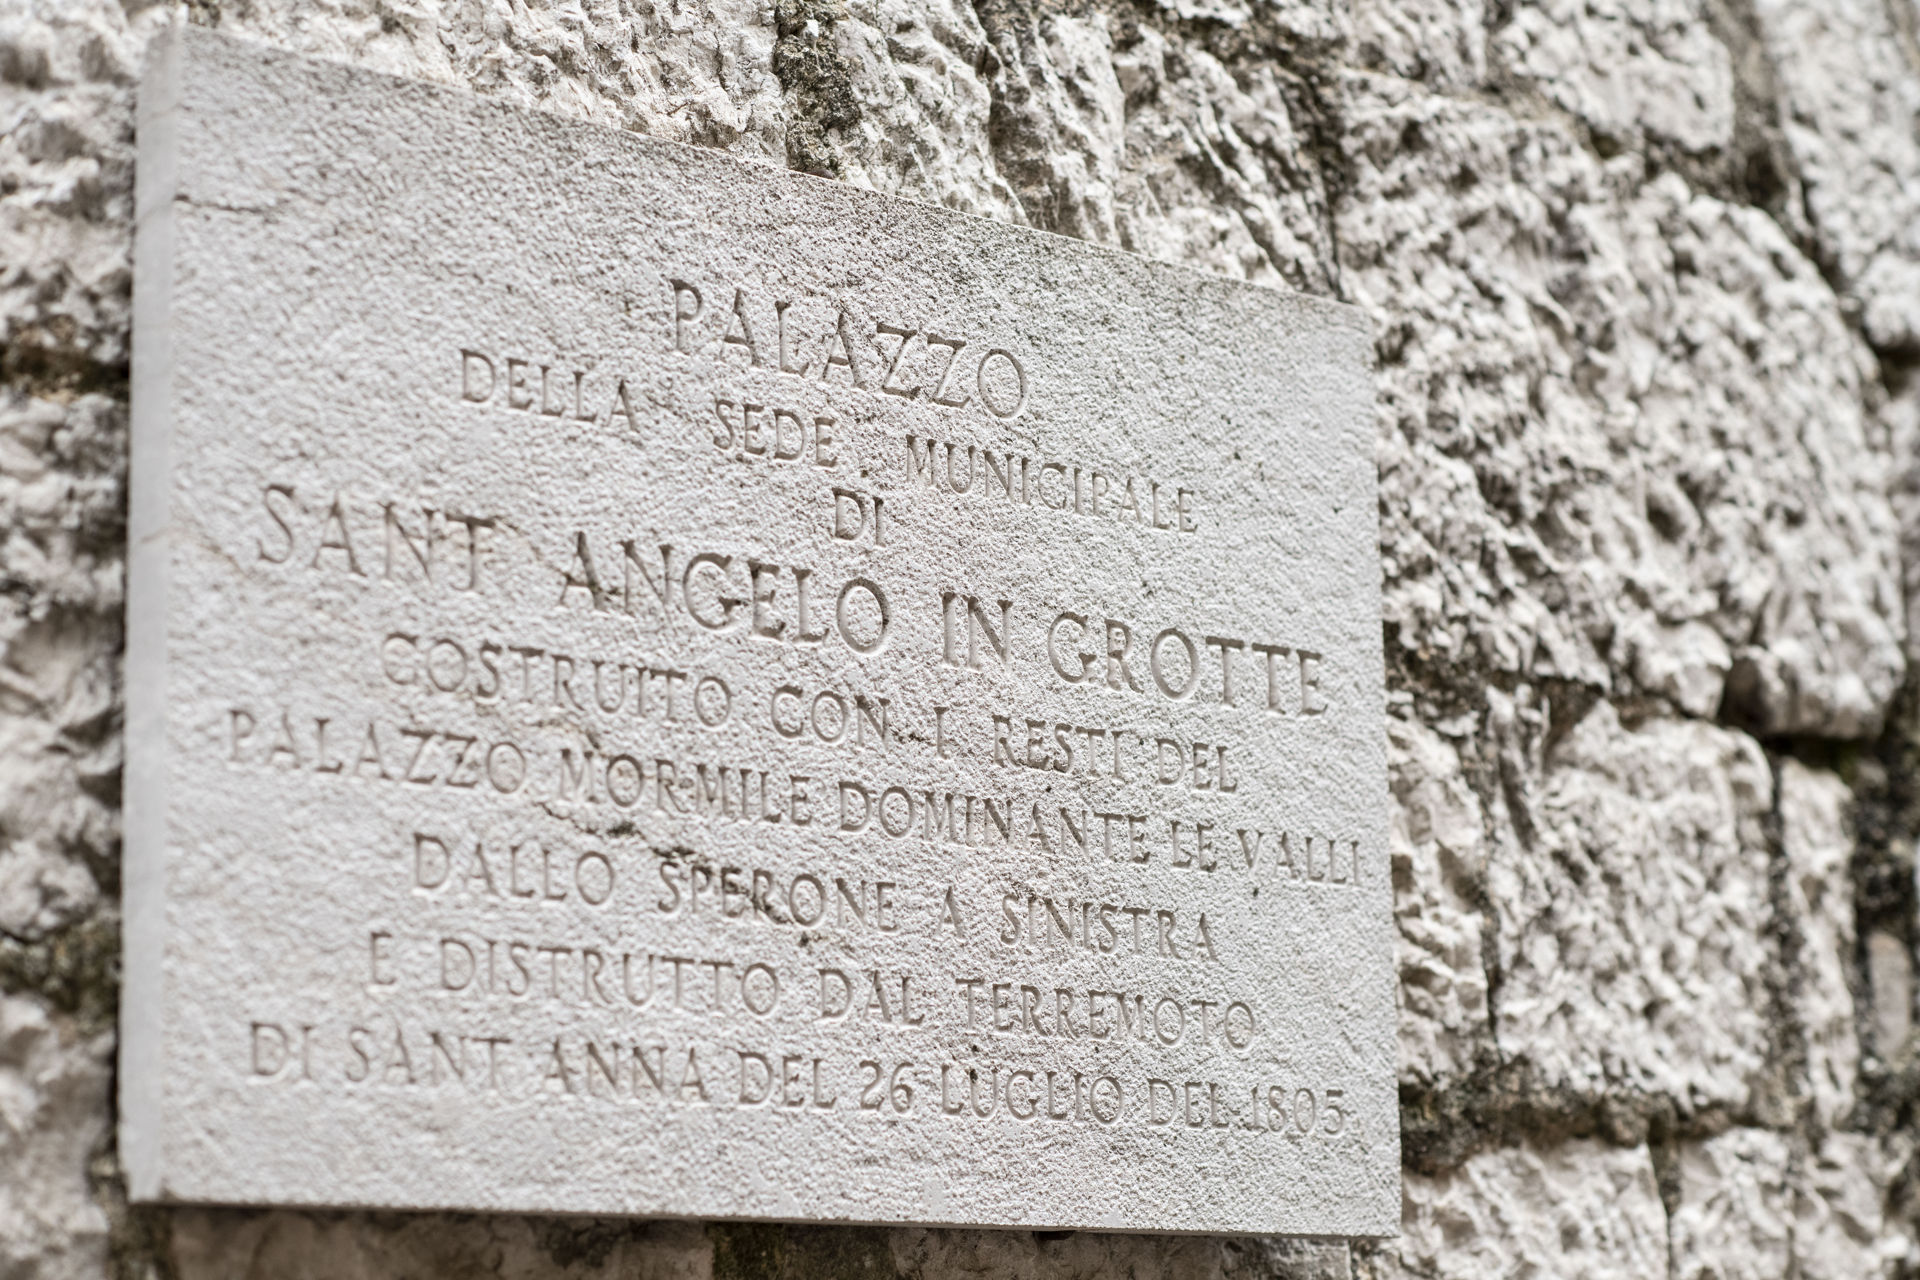 PALAZZO
DELLA SEDE MUNICIPALE
DI
SANT ANGELO IN GROTTE
COSTRUITO CON I RESTI DEL
PALAZZO MORMILE DOMINANTE LE VALLI
DALLO SPERONE A SINISTRA
E DISTRUTTO DAL TERREMOTO
DI SANT ANNA DEL 26 LUGLIO DEL 1805